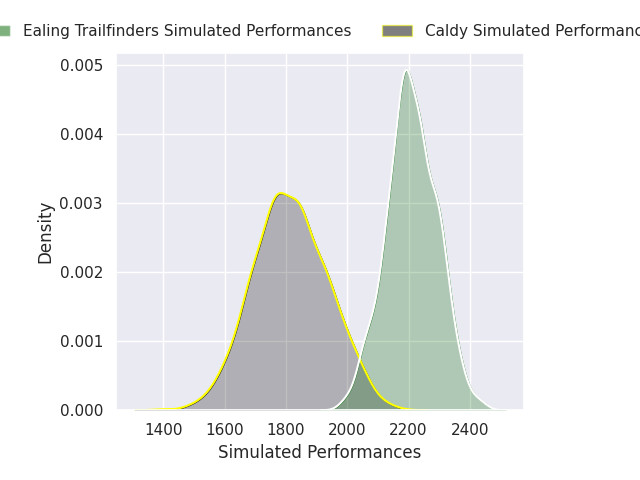 Ealing Trailfinders Simulated Performances
Caldy Simulated
0.005
0.004
0.003
0.002
0.001
0.000
Density
1400 1600 1800 2000 2200 2400
Simulated Performances